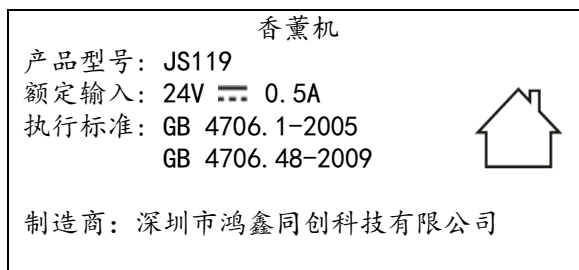 香薰机
产品型号：JS119
额定输入：24V ⎓ 0.5A
执行标准：GB 4706.1-2005
GB 4706.48-2009
制造商：深圳市鸿鑫同创科技有限公司